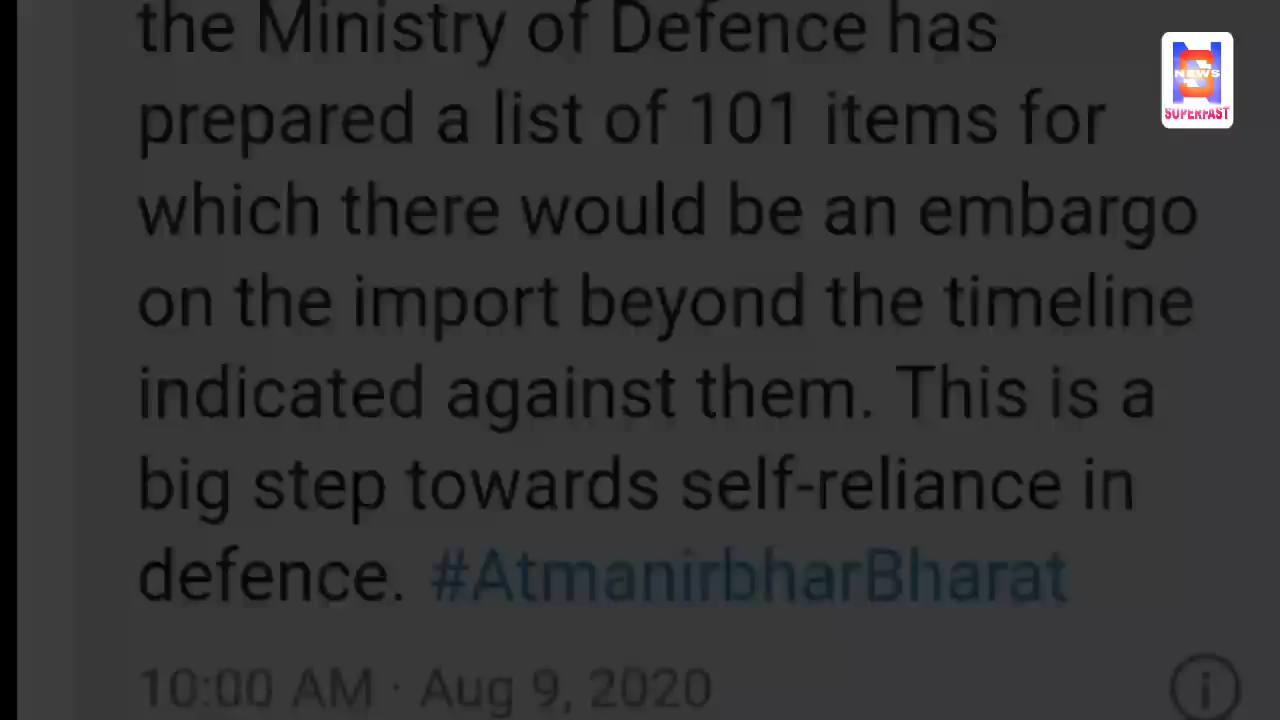 the Ministry of Defence has
prepared a list of 101 items for
which there would be an embargo
on the import beyond the timeline
indicated against them. This is a
big step towards self-reliance in
defence. #AtmanirbharBharat
10:00 AM · Aug 9, 2020
NEWS
SUPERFAST